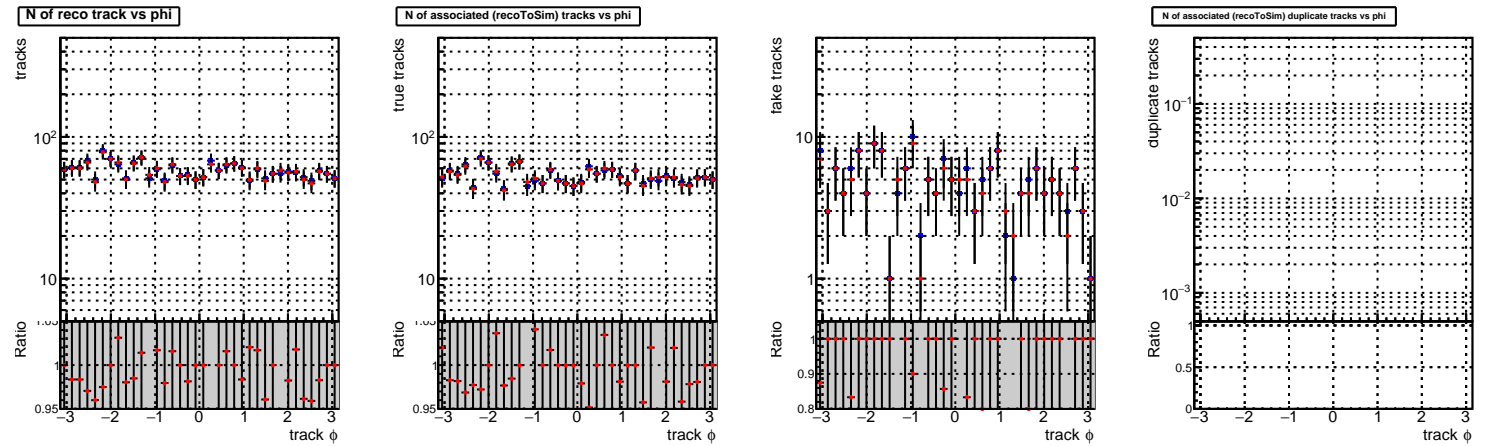 N of reco track vs phi
tracks
10²
10
Ratio
1
0.95
−3 −2 −1 0 1 2 3
track φ
N of associated (recoToSim) tracks vs phi
true tracks
10²
10
Ratio
1
0.95
−3 −2 −1 0 1 2 3
track φ
fake tracks
10
1
Ratio
1
0.9
0.8
−3 −2 −1 0 1 2 3
track φ
N of associated (recoToSim) duplicate tracks vs phi
duplicate tracks
10⁻¹
10⁻²
10⁻³
Ratio
1
0.5
0
−3 −2 −1 0 1 2 3
track φ